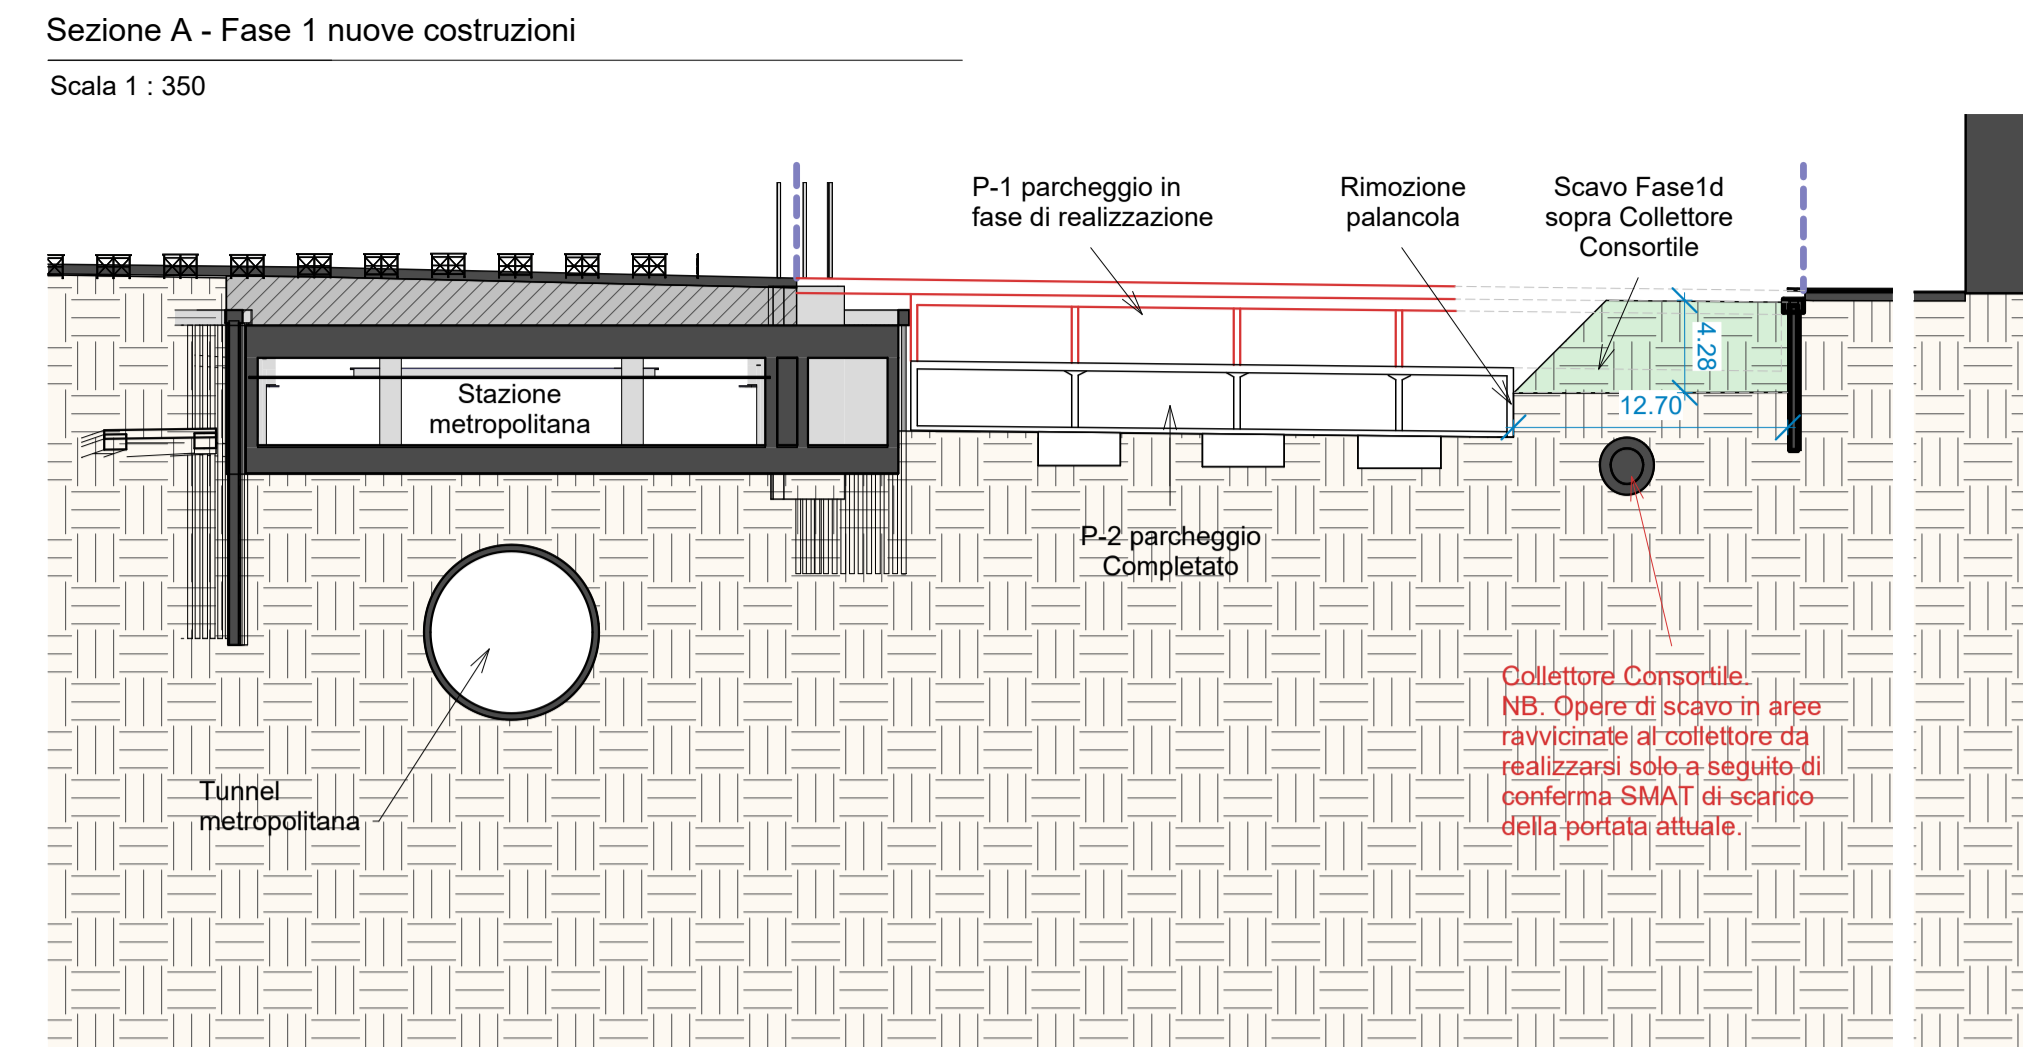 Sezione A - Fase 1 nuove costruzioni
Scala 1 : 350
P-1 parcheggio in
fase di realizzazione
Rimozione
palancola
Scavo Fase1d
sopra Collettore
Consortile
4.28
12.70
Stazione
metropolitana
P-2 parcheggio
Completato
Collettore Consortile.
NB. Opere di scavo in aree
ravvicinate al collettore da
realizzarsi solo a seguito di
conferma SMAT di scarico
della portata attuale.
Tunnel
metropolitana